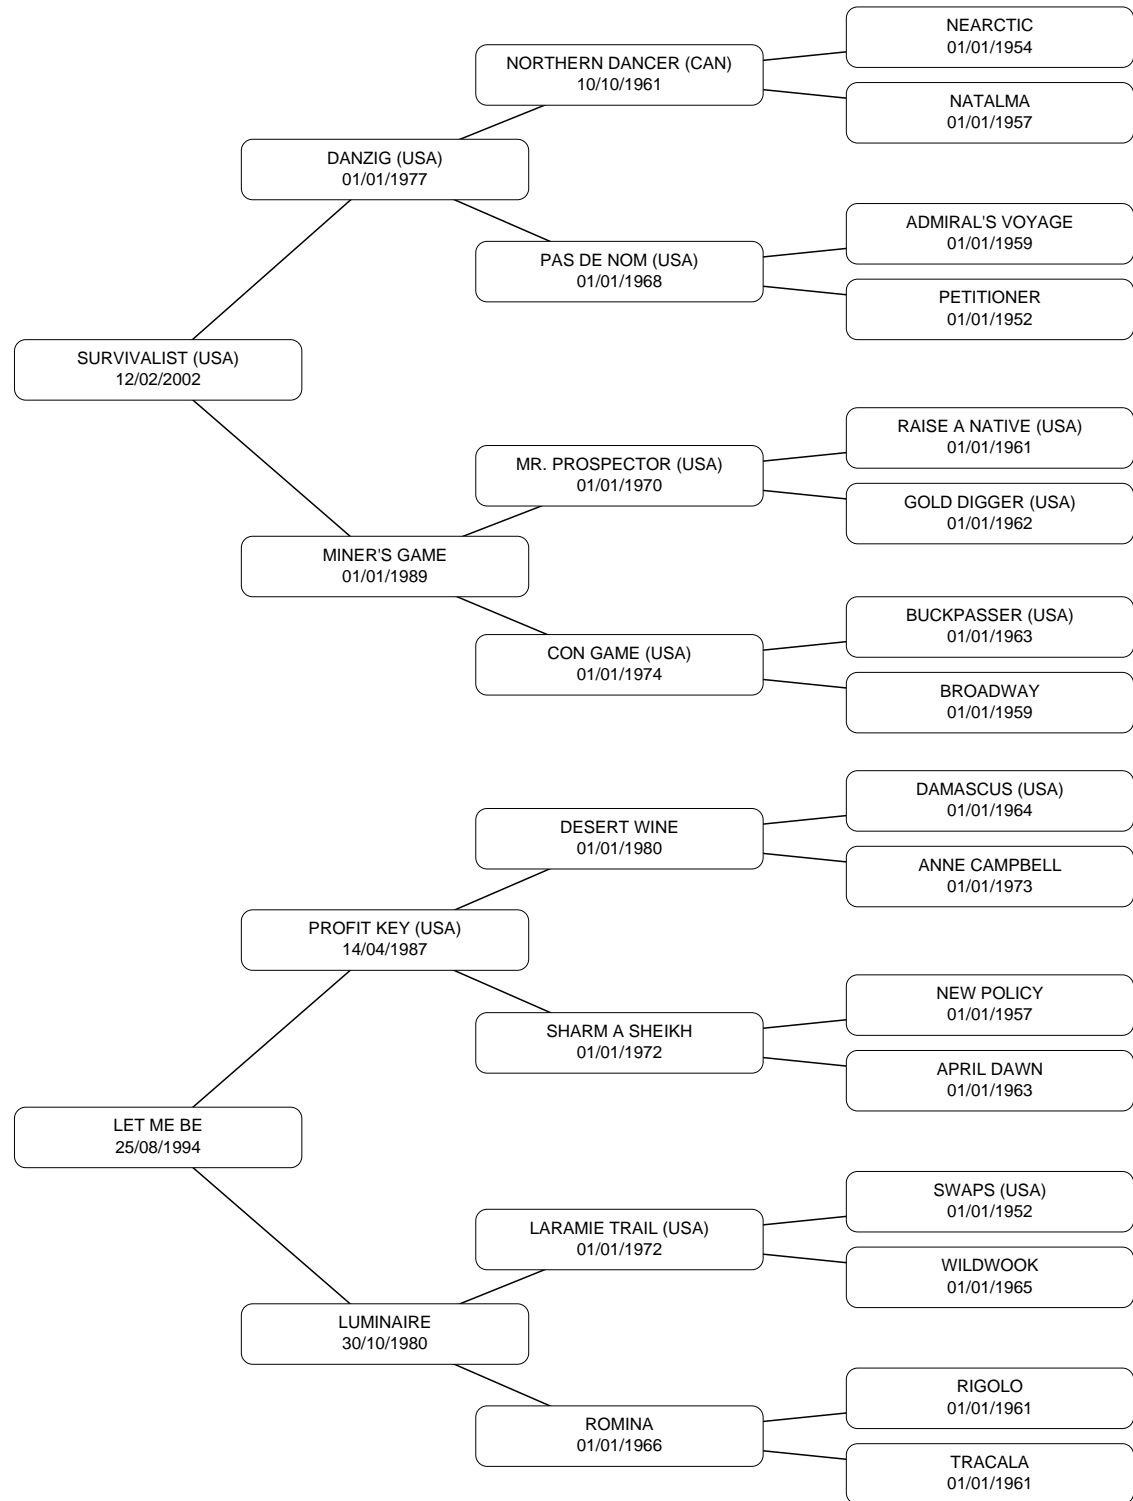 NEARCTIC
01/01/1954
NORTHERN DANCER (CAN)
10/10/1961
NATALMA
01/01/1957
DANZIG (USA)
01/01/1977
ADMIRAL'S VOYAGE
01/01/1959
PAS DE NOM (USA)
01/01/1968
PETITIONER
01/01/1952
SURVIVALIST (USA)
12/02/2002
RAISE A NATIVE (USA)
01/01/1961
MR. PROSPECTOR (USA)
01/01/1970
GOLD DIGGER (USA)
01/01/1962
MINER'S GAME
01/01/1989
BUCKPASSER (USA)
01/01/1963
CON GAME (USA)
01/01/1974
BROADWAY
01/01/1959
DAMASCUS (USA)
01/01/1964
DESERT WINE
01/01/1980
ANNE CAMPBELL
01/01/1973
PROFIT KEY (USA)
14/04/1987
NEW POLICY
01/01/1957
SHARM A SHEIKH
01/01/1972
APRIL DAWN
01/01/1963
LET ME BE
25/08/1994
SWAPS (USA)
01/01/1952
LARAMIE TRAIL (USA)
01/01/1972
WILDWOOK
01/01/1965
LUMINAIRE
30/10/1980
RIGOLO
01/01/1961
ROMINA
01/01/1966
TRACALA
01/01/1961